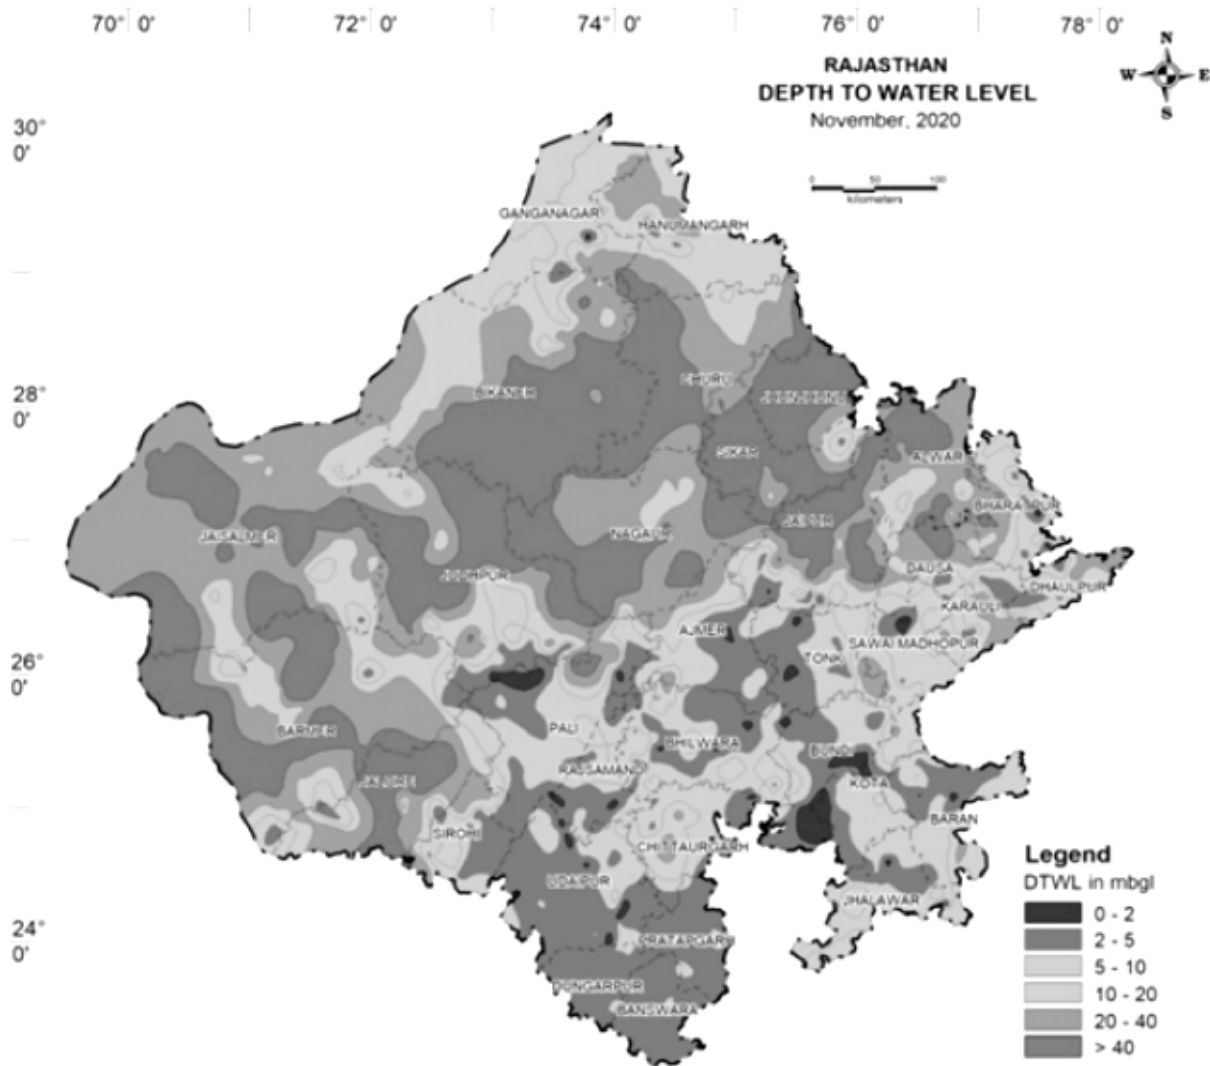 70° 0' 72° 0' 74° 0' 76° 0' 78° 0'
N
W E
S
RAJASTHAN
DEPTH TO WATER LEVEL
November, 2020
0 50 100
kilometers
30°
0'
GANGANAGAR
HANUMANGARH
28°
0'
BIKANER
CHURU
JHUNJHUNU
SIKAR
ALWAR
BHARATPUR
JAIPUR
JAISALMER
NAGAUR
JODHPUR
DAUSA
DHAULPUR
KARAULI
AJMER
SAWAI MADHOPUR
TONK
26°
0'
BARMER
PALI
BHILWARA
BUNDI
RAJSAMAND
JALORE
KOTA
BARAN
SIROHI
CHITTAURGARH
UDAIPUR
JHALAWAR
24°
0'
PRATAPGARH
DUNGARPUR
BANSWARA
Legend
DTWL in mbgl
0 - 2
2 - 5
5 - 10
10 - 20
20 - 40
> 40